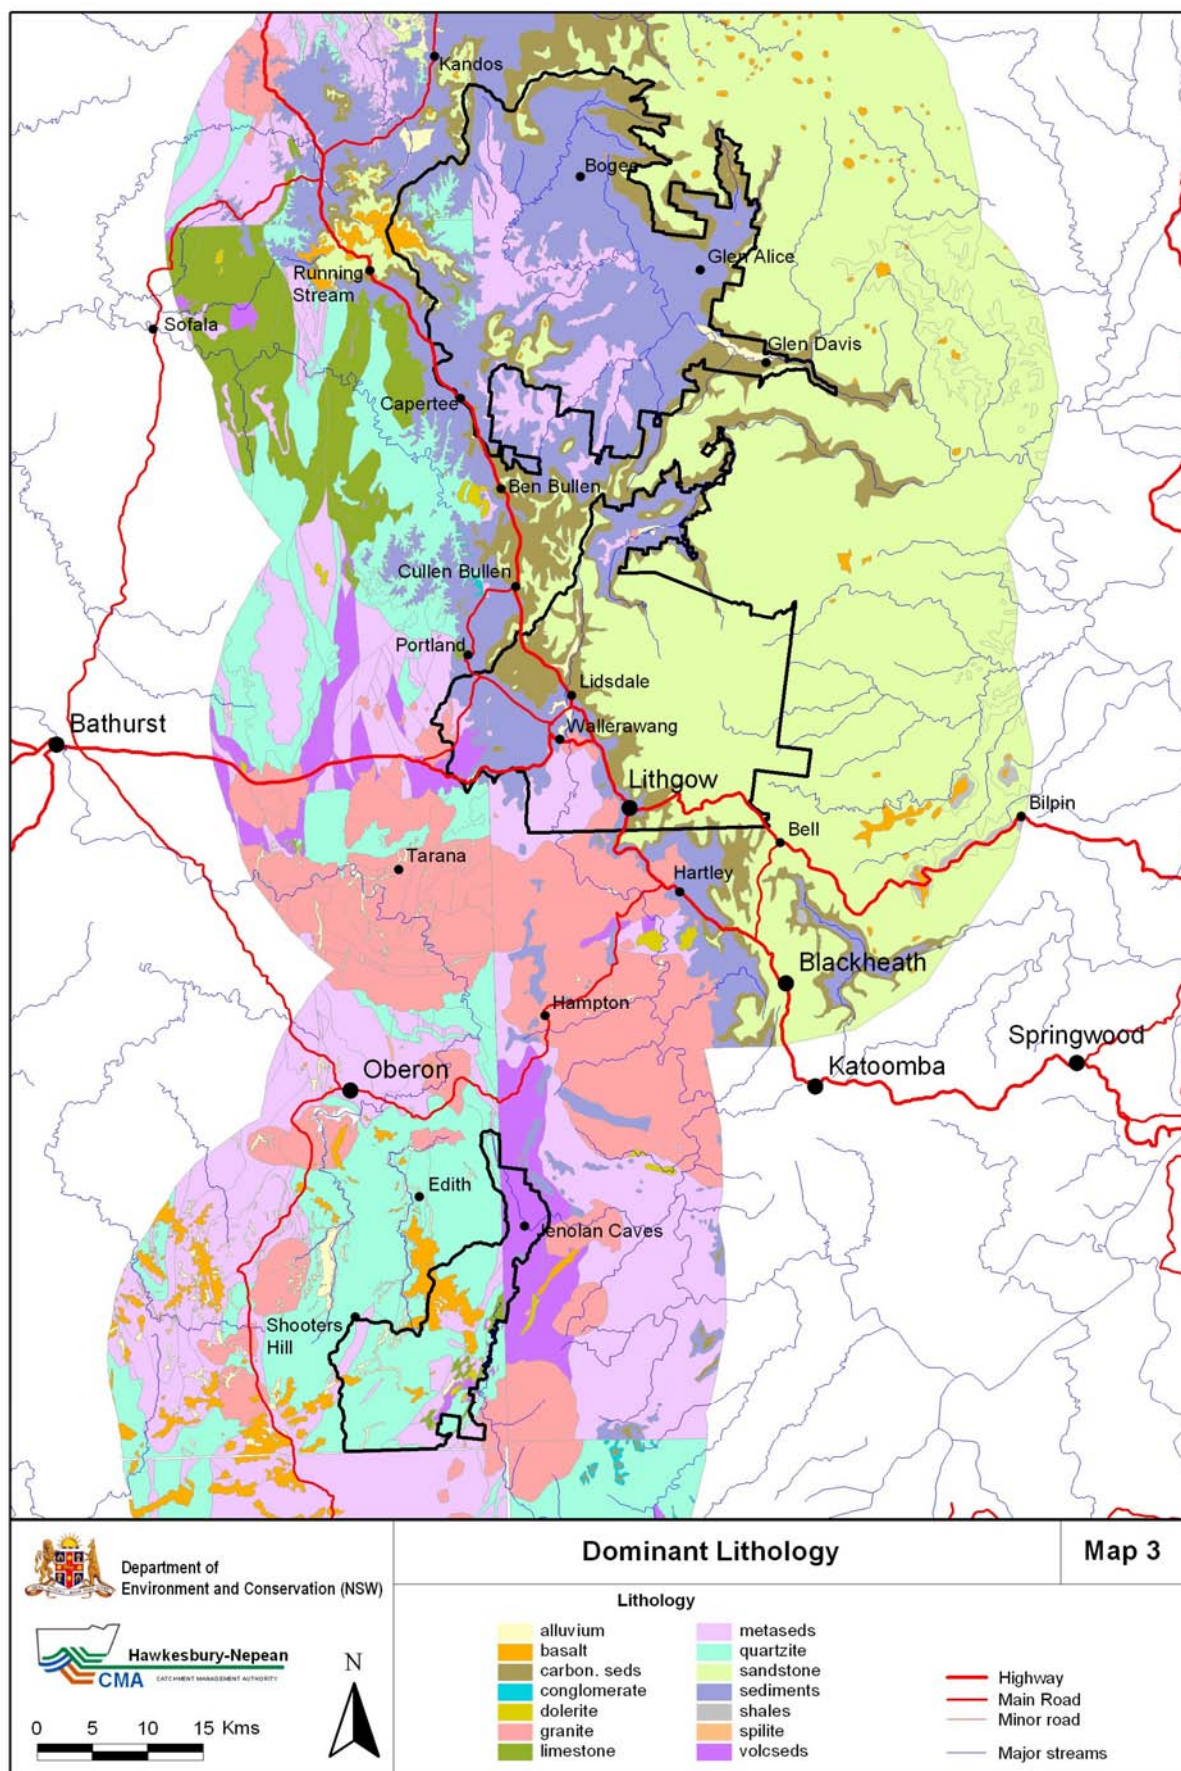 Kandos
Bogee
Glen Alice
Running
Stream
Sofala
Glen Davis
Capertee
Ben Bullen
Cullen Bullen
Portland
Lidsdale
Bathurst
Wallerawang
Lithgow
Bilpin
Bell
Tarana
Hartley
Blackheath
Hampton
Springwood
Oberon
Katoomba
Edith
Jenolan Caves
Shooters
Hill
Department of
Environment and Conservation (NSW)
Hawkesbury-Nepean
CMA
CATCHMENT MANAGEMENT AUTHORITY
0 5 10 15 Kms
N
Dominant Lithology
Map 3
Lithology
alluvium
basalt
carbon. seds
conglomerate
dolerite
granite
limestone
metaseds
quartzite
sandstone
sediments
shales
spilite
volcseds
Highway
Main Road
Minor road
Major streams